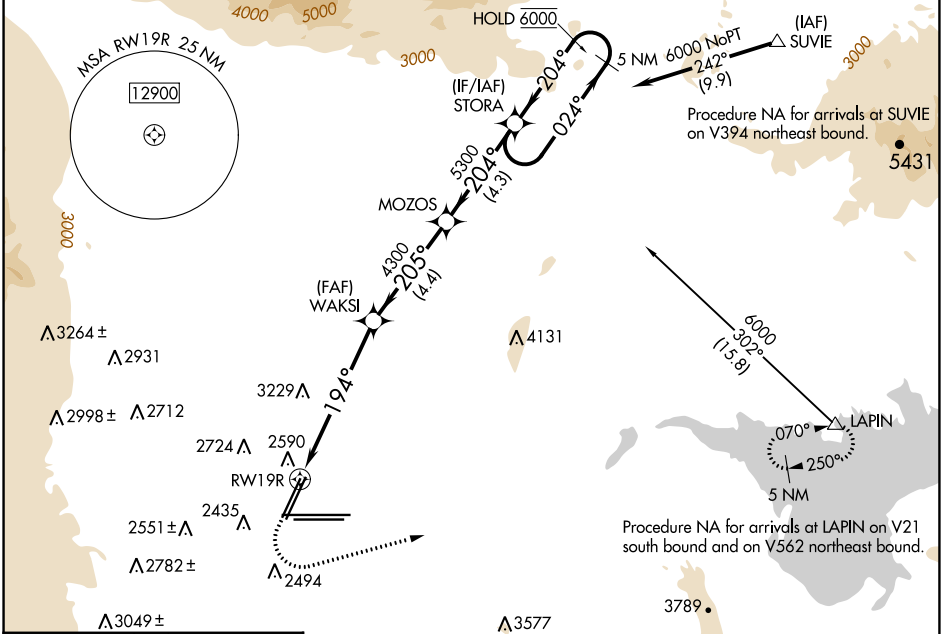 4000
5000
3000
HOLD 6000
(IAF)
SUVIE
3000
MSA RW19R 25 NM
12900
5 NM
6000 NoPT
242°
(9.9)
204°
024°
(IF/IAF)
STORA
Procedure NA for arrivals at SUVIE
on V394 northeast bound.
5431
5300
204°
(4.3)
MOZOS
3000
4300
205°
(4.4)
(FAF)
WAKSI
3264 ±
2931
4131
6000
302°
(15.8)
194°
3229
2998 ±
2712
LAPIN
070°
250°
5 NM
2724
2590
RW19R
2435
2551 ±
Procedure NA for arrivals at LAPIN on V21
south bound and on V562 northeast bound.
2782 ±
2494
3789
3049 ±
3577